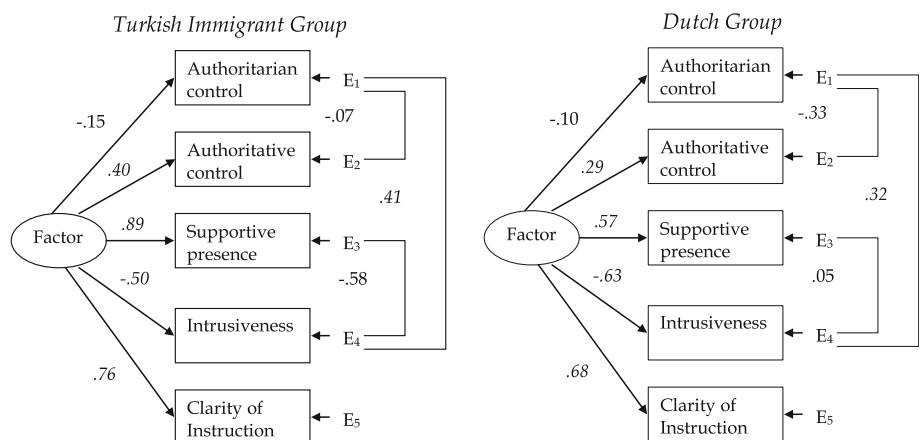 Turkish Immigrant Group
Authoritarian
control
E1
-.15
-.07
Authoritative
control
E2
.40
.41
.89
Factor
Supportive
presence
E3
-.50
-.58
Intrusiveness
E4
.76
Clarity of
Instruction
E5
Dutch Group
Authoritarian
control
E1
-.10
-.33
Authoritative
control
E2
.29
.32
.57
Factor
Supportive
presence
E3
-.63
.05
Intrusiveness
E4
.68
Clarity of
Instruction
E5